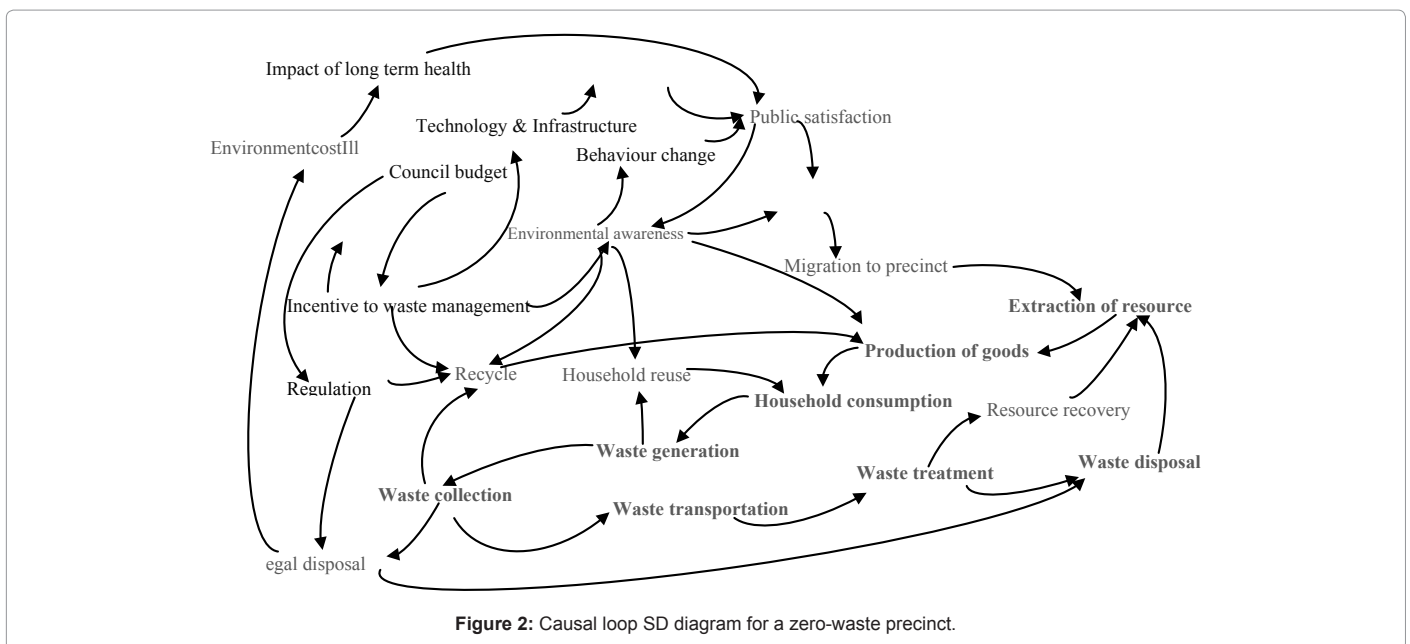 Impact of long term health
Public satisfaction
Technology & Infrastructure
EnvironmentcostIll
Behaviour change
Council budget
Environmental awareness
Migration to precinct
Incentive to waste management
Extraction of resource
Production of goods
Recycle
Household reuse
Regulation
Household consumption
Resource recovery
Waste generation
Waste disposal
Waste treatment
Waste collection
Waste transportation
egal disposal
Figure 2: Causal loop SD diagram for a zero-waste precinct.